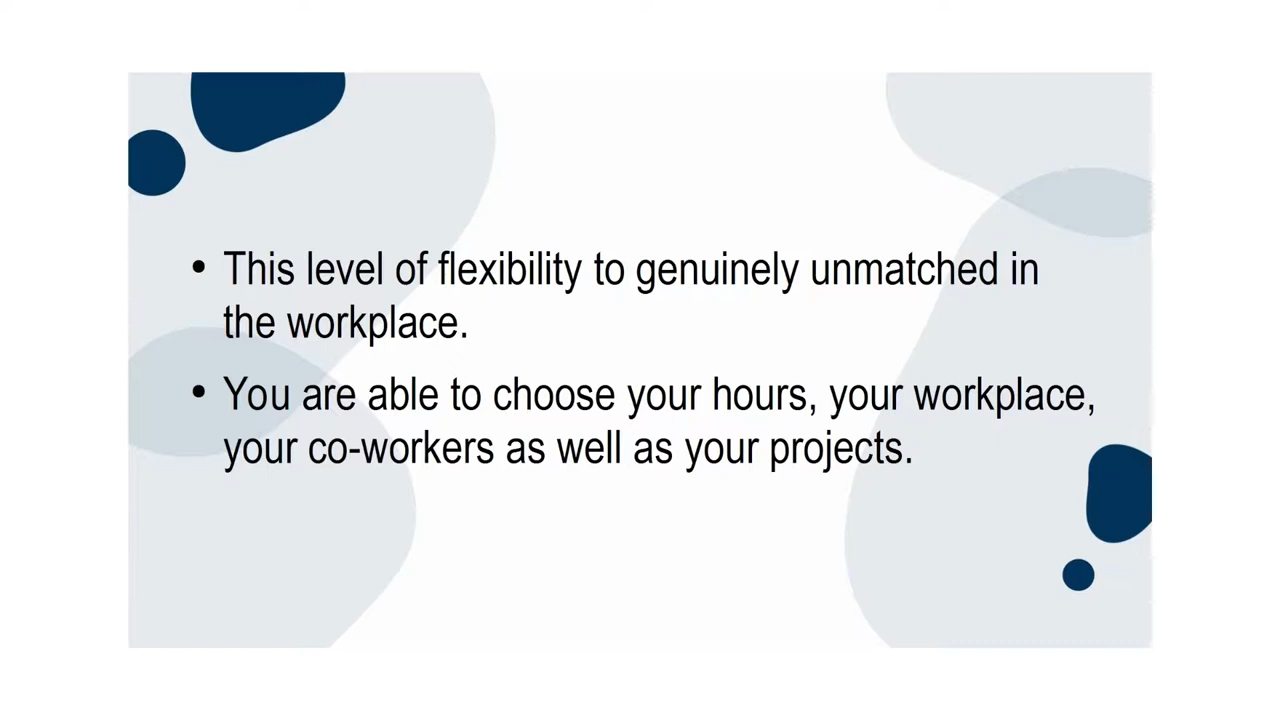 • This level of flexibility to genuinely unmatched in
the workplace.
• You are able to choose your hours, your workplace,
your co-workers as well as your projects.